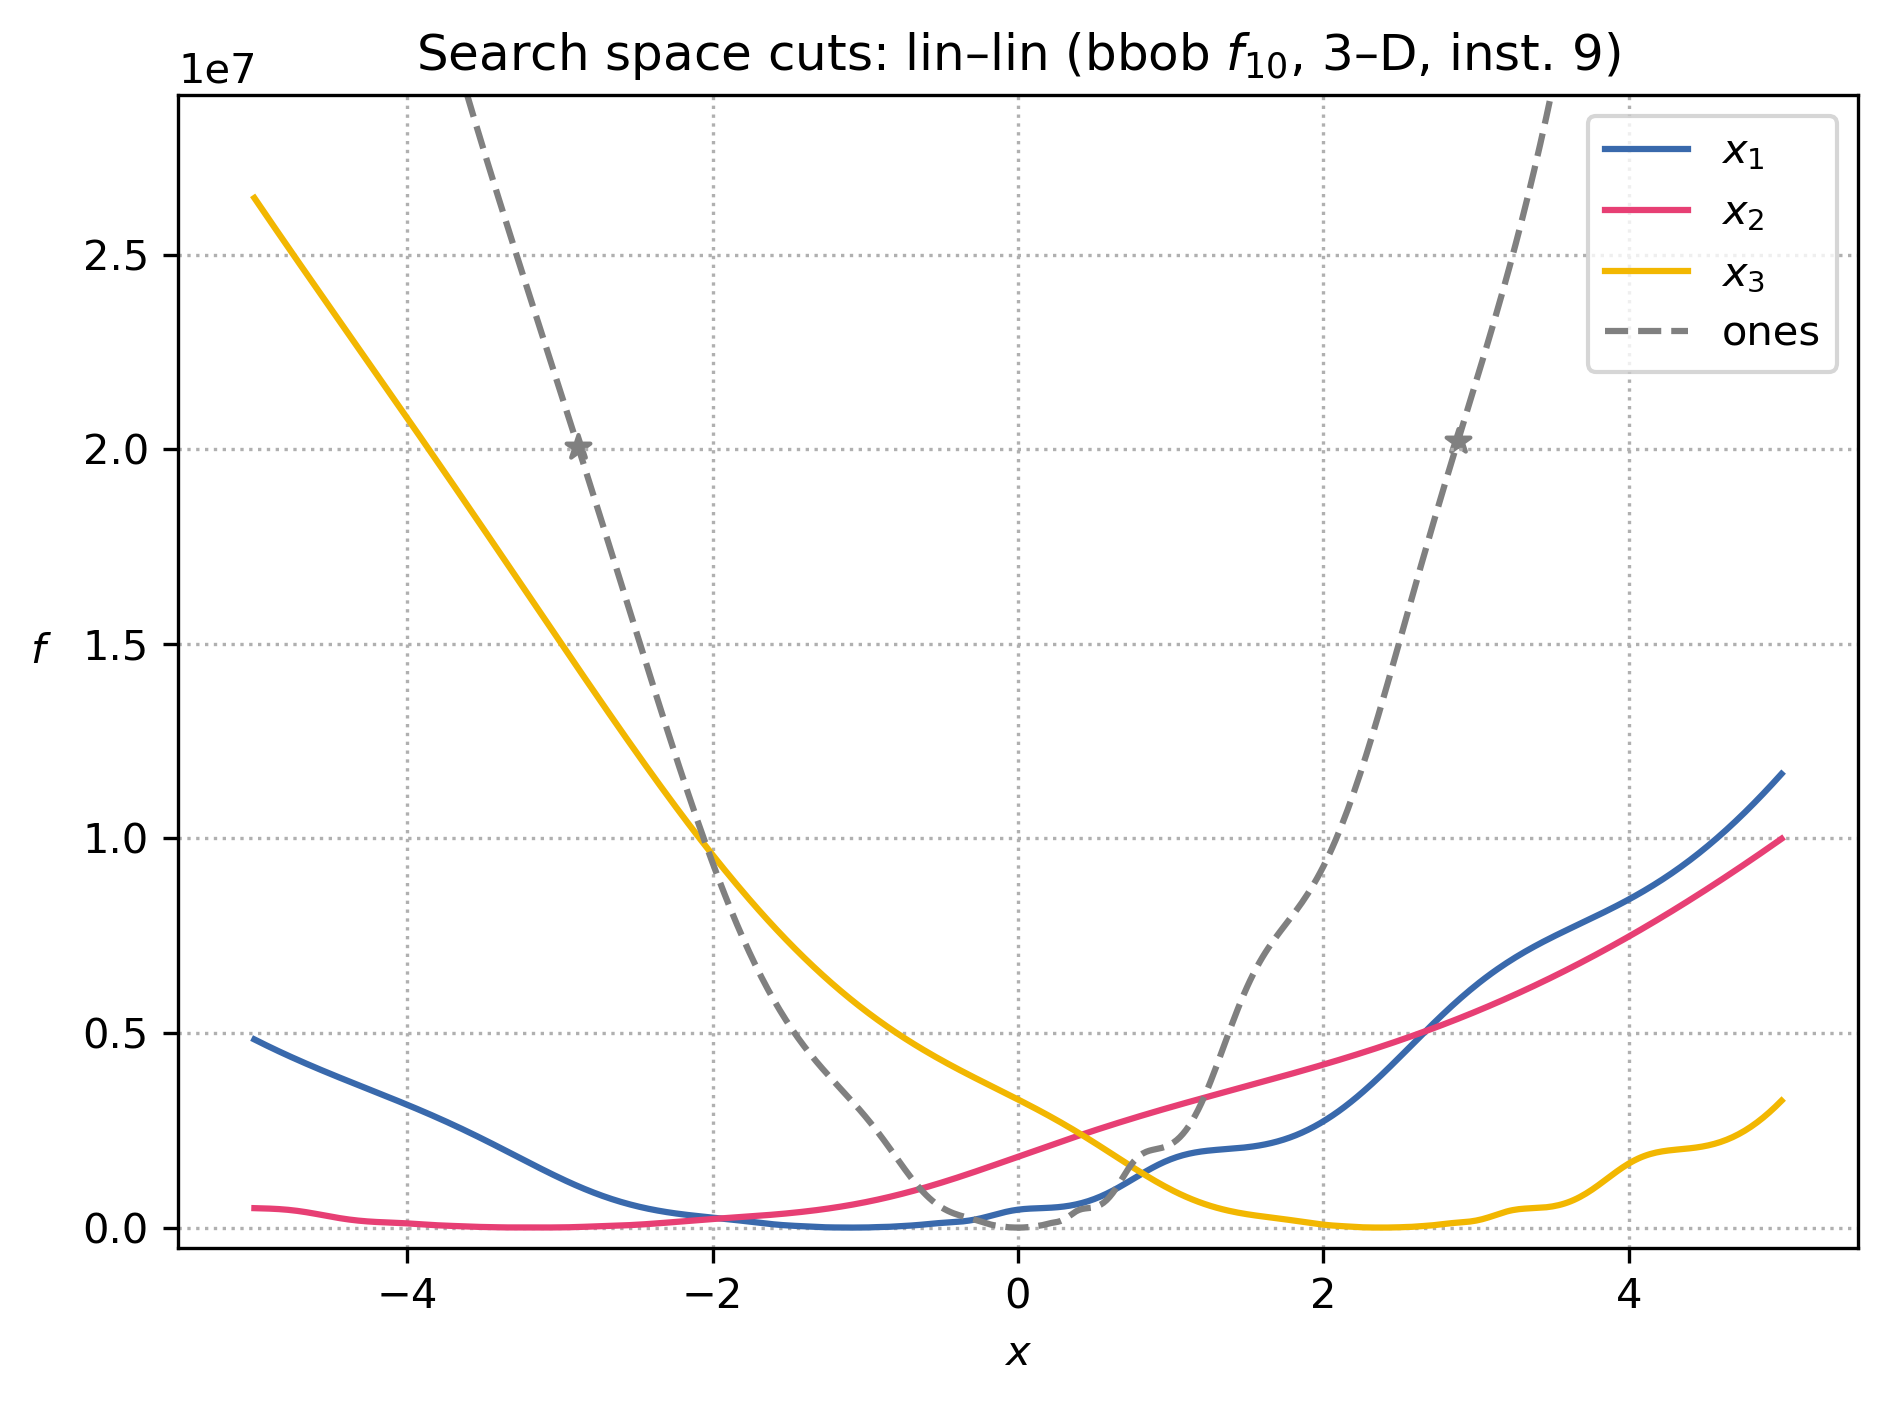 Search space cuts: lin–lin (bbob f10, 3–D, inst. 9)
1e7
x1
x2
x3
ones
2.5
2.0
1.5
1.0
0.5
0.0
f
−4 −2 0 2 4
x